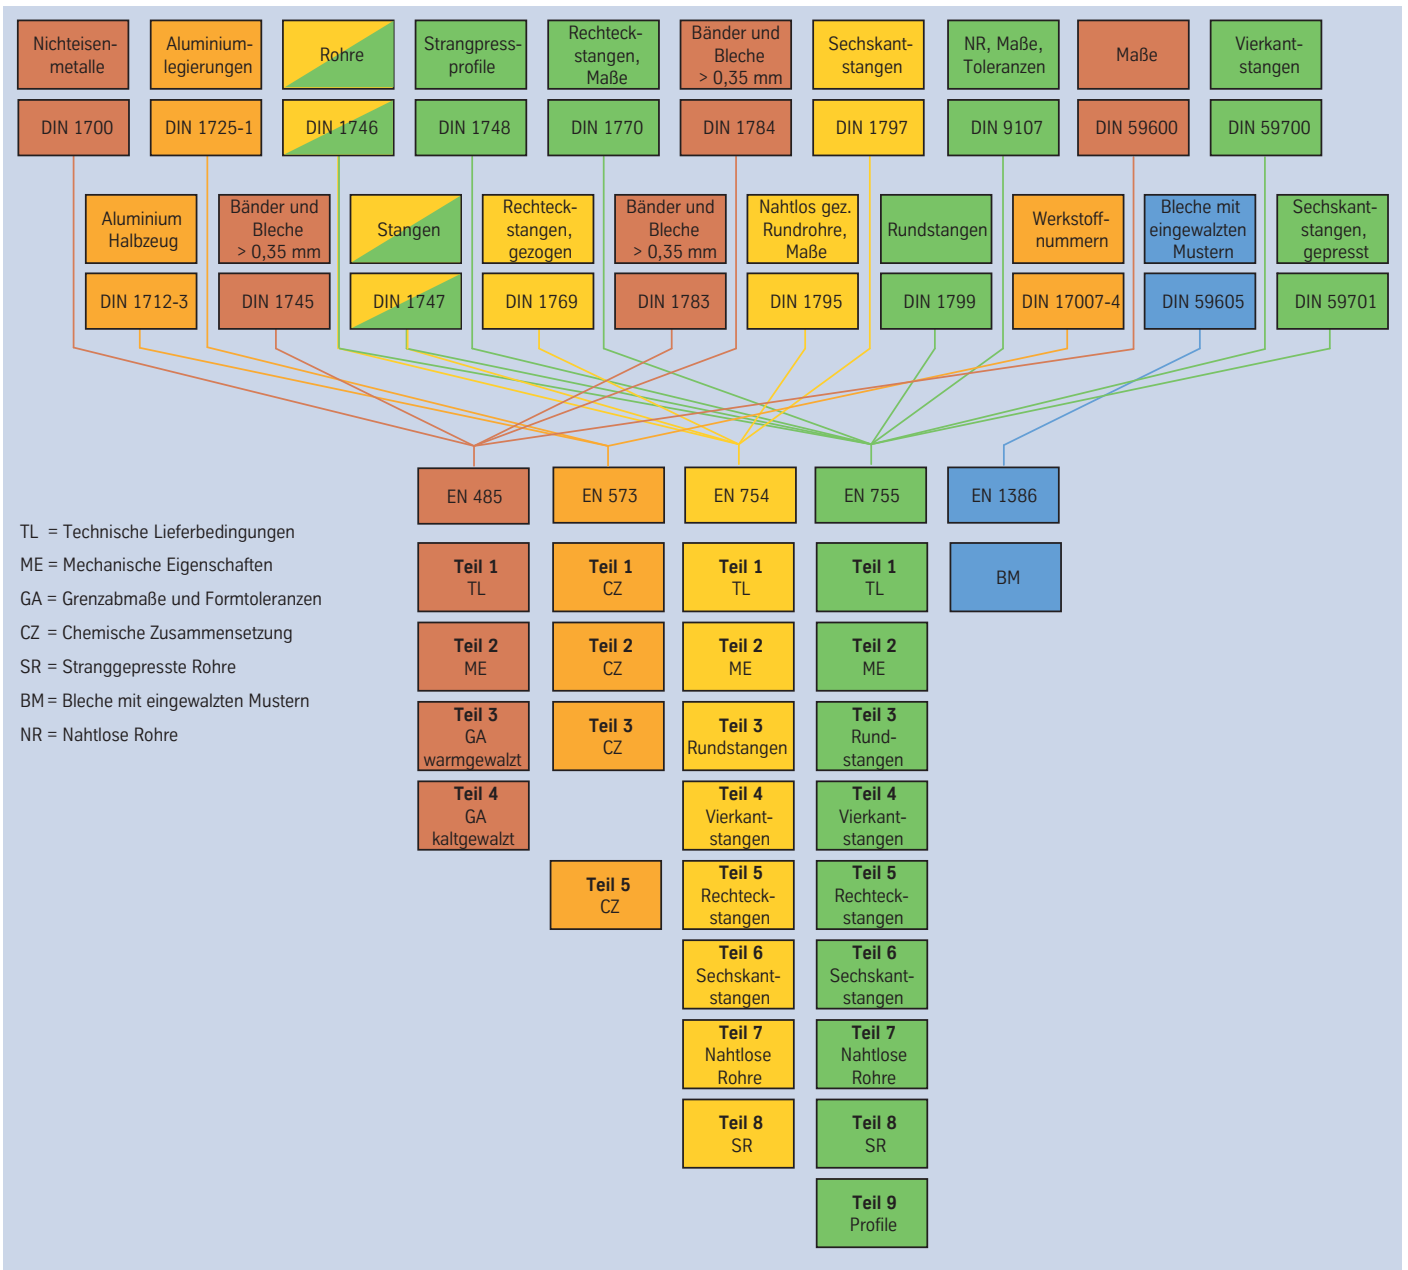 Nichteisen-
metalle
Aluminium-
legierungen
Rohre
Strangpress-
profile
Rechteck-
stangen,
Maße
Bänder und
Bleche
> 0,35 mm
Sechskant-
stangen
NR, Maße,
Toleranzen
Maße
Vierkant-
stangen
DIN 1700
DIN 1725-1
DIN 1746
DIN 1748
DIN 1770
DIN 1784
DIN 1797
DIN 9107
DIN 59600
DIN 59700
Aluminium
Halbzeug
Bänder und
Bleche
> 0,35 mm
Stangen
Rechteck-
stangen,
gezogen
Bänder und
Bleche
> 0,35 mm
Nahtlos gez.
Rundrohre,
Maße
Rundstangen
Werkstoff-
nummern
Bleche mit
eingewalzten
Mustern
Sechskant-
stangen,
gepresst
DIN 1712-3
DIN 1745
DIN 1747
DIN 1769
DIN 1783
DIN 1795
DIN 1799
DIN 17007-4
DIN 59605
DIN 59701
EN 485
EN 573
EN 754
EN 755
EN 1386
TL = Technische Lieferbedingungen
ME = Mechanische Eigenschaften
GA = Grenzabmaße und Formtoleranzen
CZ = Chemische Zusammensetzung
SR = Stranggepresste Rohre
BM = Bleche mit eingewalzten Mustern
NR = Nahtlose Rohre
Teil 1
TL
Teil 2
ME
Teil 3
GA
warmgewalzt
Teil 4
GA
kaltgewalzt
Teil 1
CZ
Teil 2
CZ
Teil 3
CZ
Teil 5
CZ
Teil 1
TL
Teil 2
ME
Teil 3
Rundstangen
Teil 4
Vierkant-
stangen
Teil 5
Rechteck-
stangen
Teil 6
Sechskant-
stangen
Teil 7
Nahtlose
Rohre
Teil 8
SR
Teil 1
TL
Teil 2
ME
Teil 3
Rund-
stangen
Teil 4
Vierkant-
stangen
Teil 5
Rechteck-
stangen
Teil 6
Sechskant-
stangen
Teil 7
Nahtlose
Rohre
Teil 8
SR
Teil 9
Profile
BM